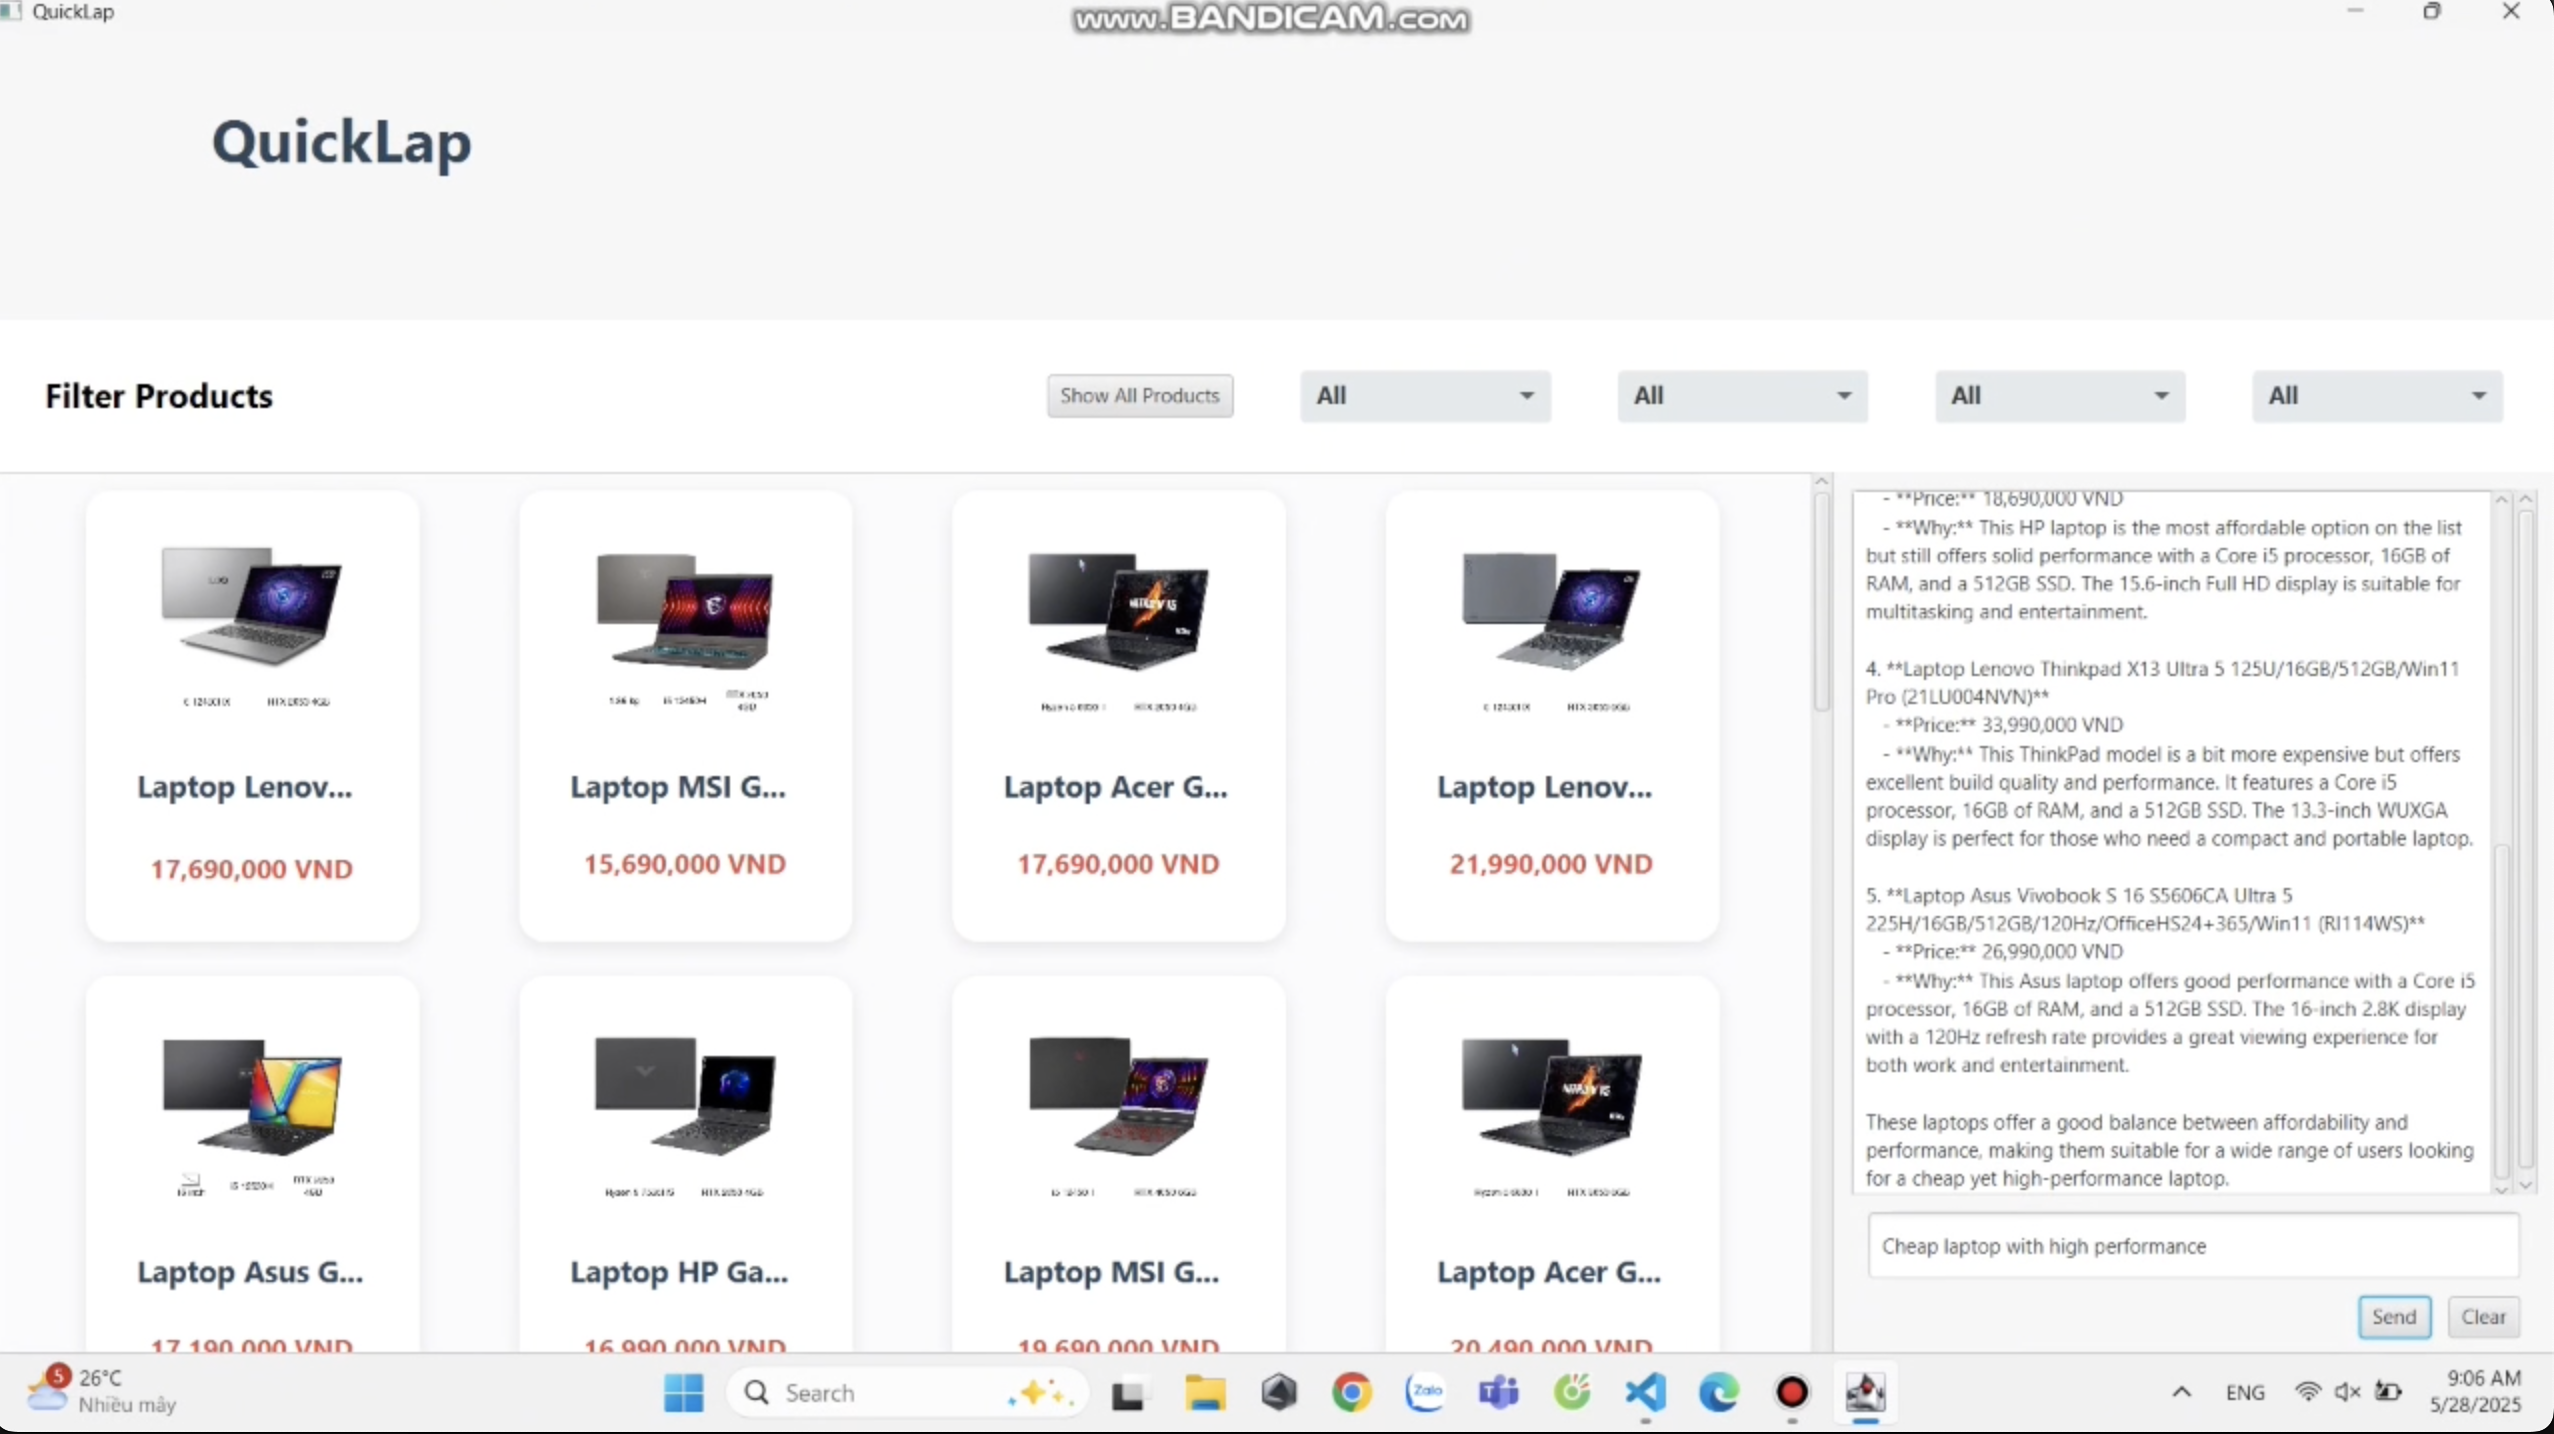 QuickLap
www.BANDICAM.com
QuickLap
Filter Products
Show All Products
All
All
All
All
Laptop Lenov...
17,690,000 VND
Laptop MSI G...
15,690,000 VND
Laptop Acer G...
17,690,000 VND
Laptop Lenov...
21,990,000 VND
Laptop Asus G...
17,190,000 VND
Laptop HP Ga...
16,990,000 VND
Laptop MSI G...
19,690,000 VND
Laptop Acer G...
20,490,000 VND
- **Price:** 18,690,000 VND
- **Why:** This HP laptop is the most affordable option on the list
but still offers solid performance with a Core i5 processor, 16GB of
RAM, and a 512GB SSD. The 15.6-inch Full HD display is suitable for
multitasking and entertainment.
4. **Laptop Lenovo Thinkpad X13 Ultra 5 125U/16GB/512GB/Win11
Pro (21LU004NVN)**
- **Price:** 33,990,000 VND
- **Why:** This ThinkPad model is a bit more expensive but offers
excellent build quality and performance. It features a Core i5
processor, 16GB of RAM, and a 512GB SSD. The 13.3-inch WUXGA
display is perfect for those who need a compact and portable laptop.
5. **Laptop Asus Vivobook S 16 S5606CA Ultra 5
225H/16GB/512GB/120Hz/OfficeHS24+365/Win11 (RI114WS)**
- **Price:** 26,990,000 VND
- **Why:** This Asus laptop offers good performance with a Core i5
processor, 16GB of RAM, and a 512GB SSD. The 16-inch 2.8K display
with a 120Hz refresh rate provides a great viewing experience for
both work and entertainment.
These laptops offer a good balance between affordability and
performance, making them suitable for a wide range of users looking
for a cheap yet high-performance laptop.
Cheap laptop with high performance
Send
Clear
5
26°C
Nhiều mây
Search
Zalo
ENG
9:06 AM
5/28/2025